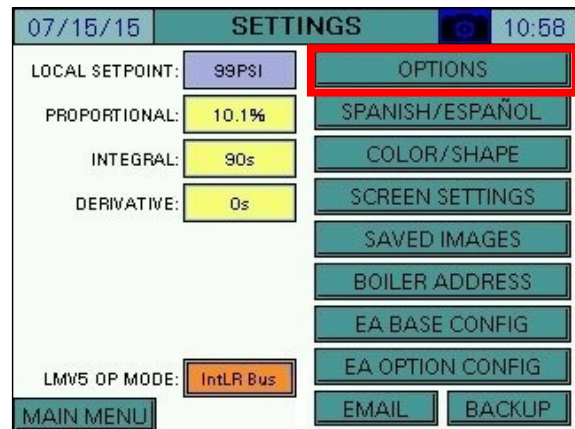 07/15/15 SETTINGS 10:58
LOCAL SETPOINT: 99PSI
PROPORTIONAL: 10.1%
INTEGRAL: 90s
DERIVATIVE: 0s
LMV5 OP MODE: IntLR Bus
MAIN MENU
OPTIONS
SPANISH/ESPAÑOL
COLOR/SHAPE
SCREEN SETTINGS
SAVED IMAGES
BOILER ADDRESS
EA BASE CONFIG
EA OPTION CONFIG
EMAIL BACKUP